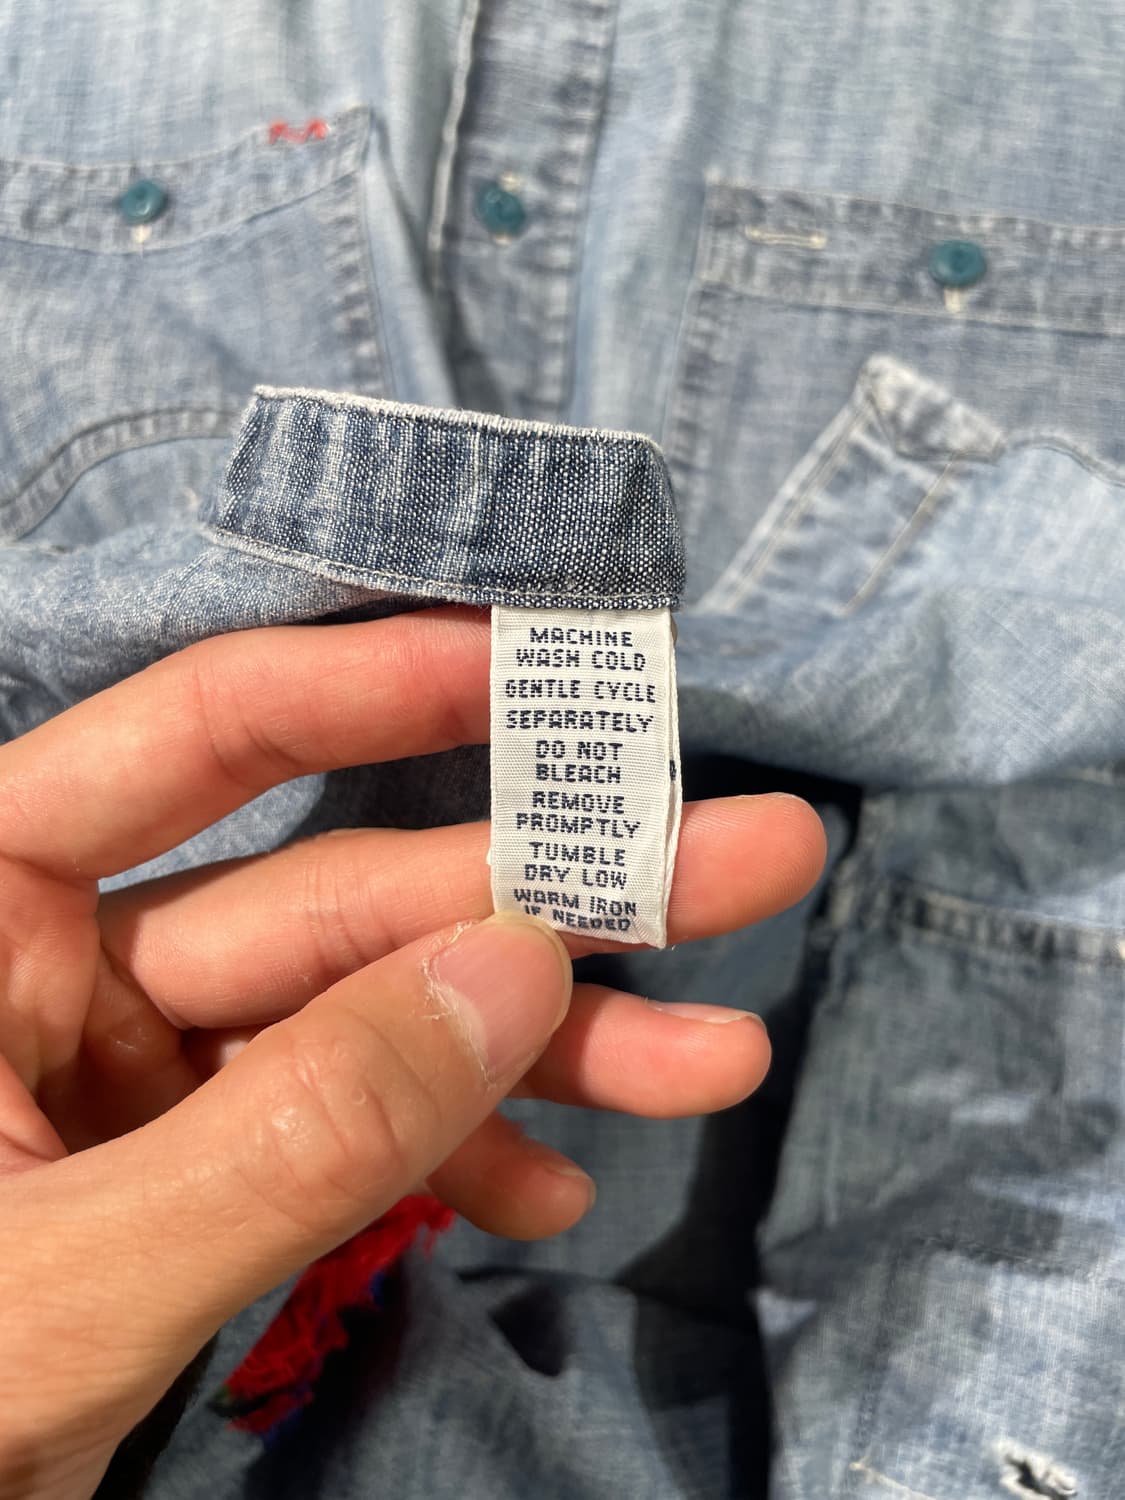 MACHINE
WASH COLD
GENTLE CYCLE
SEPARATELY
DO NOT
BLEACH
REMOVE
PROMPTLY
TUMBLE
DRY LOW
WARM IRON
IF NEEDED